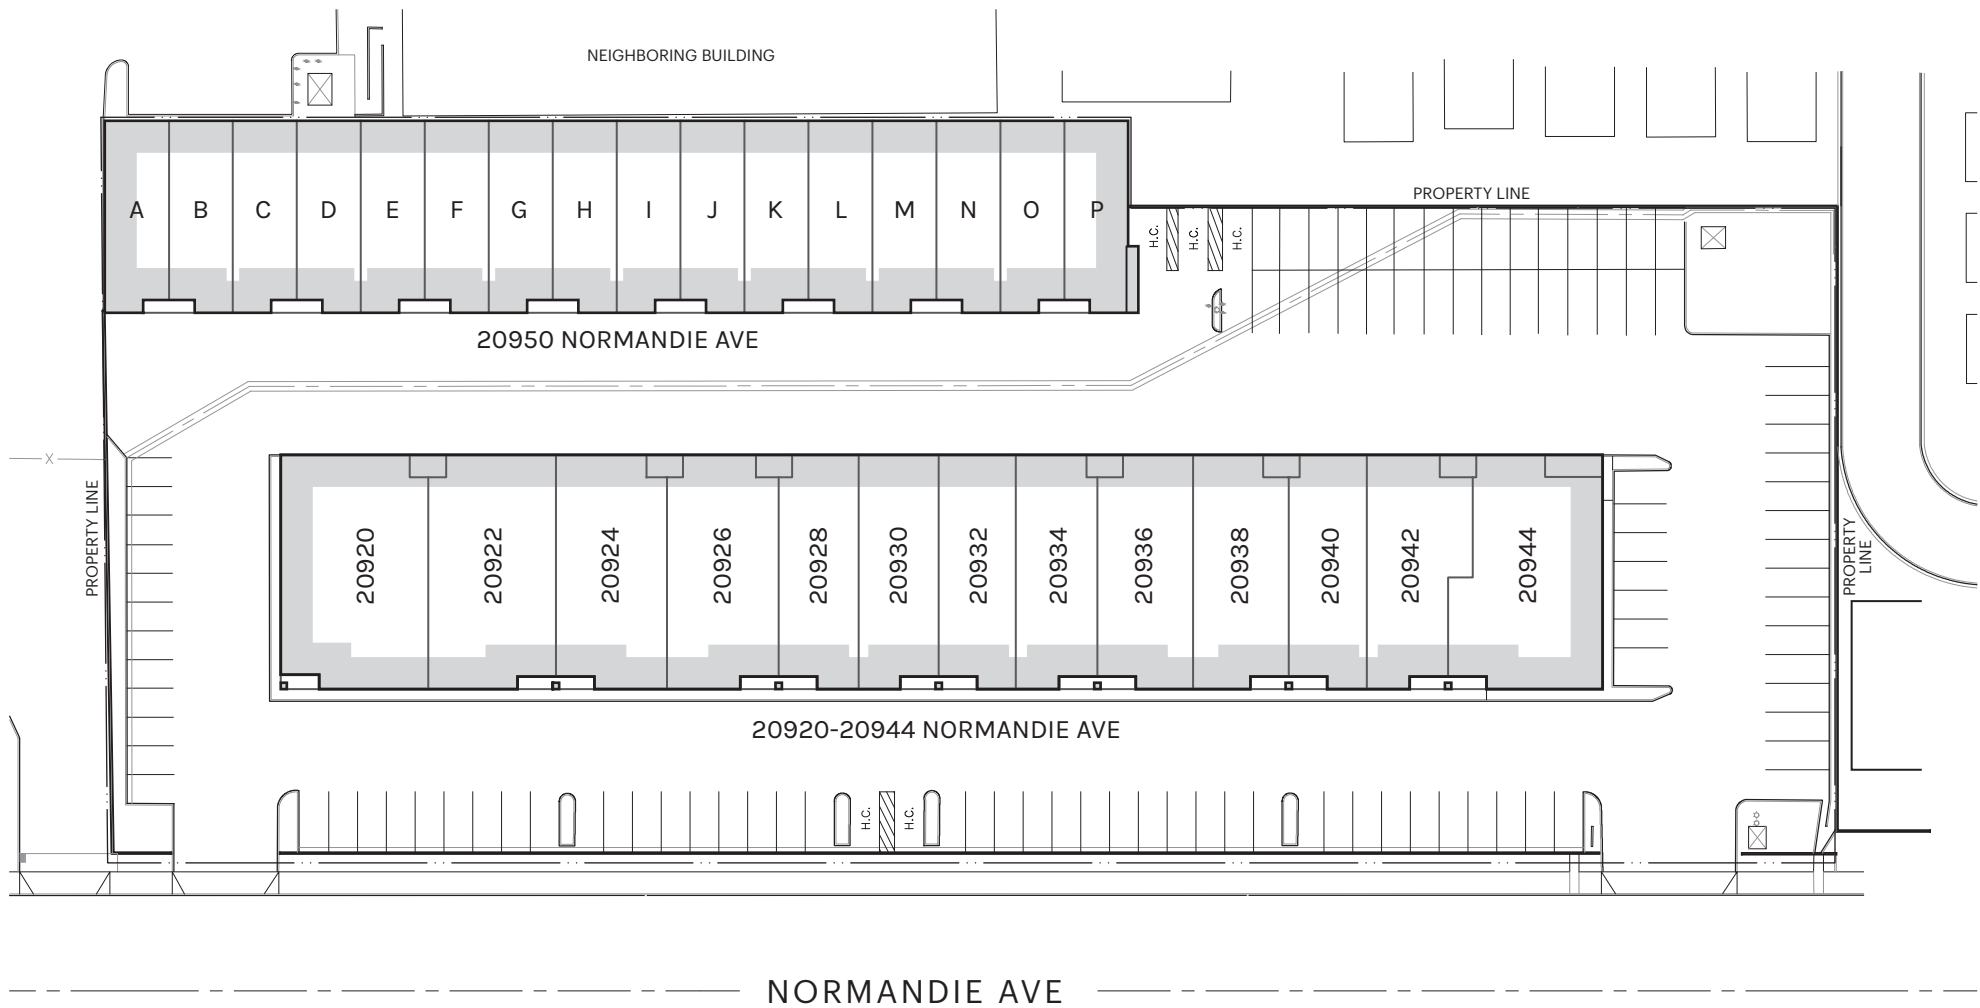 NEIGHBORING BUILDING
PROPERTY LINE
A B C D E F G H I J K L M N O P
H.C. H.C. H.C.
20950 NORMANDIE AVE
PROPERTY LINE
20920 20922 20924 20926 20928 20930 20932 20934 20936 20938 20940 20942 20944
PROPERTY
LINE
20920-20944 NORMANDIE AVE
H.C. H.C.
NORMANDIE AVE